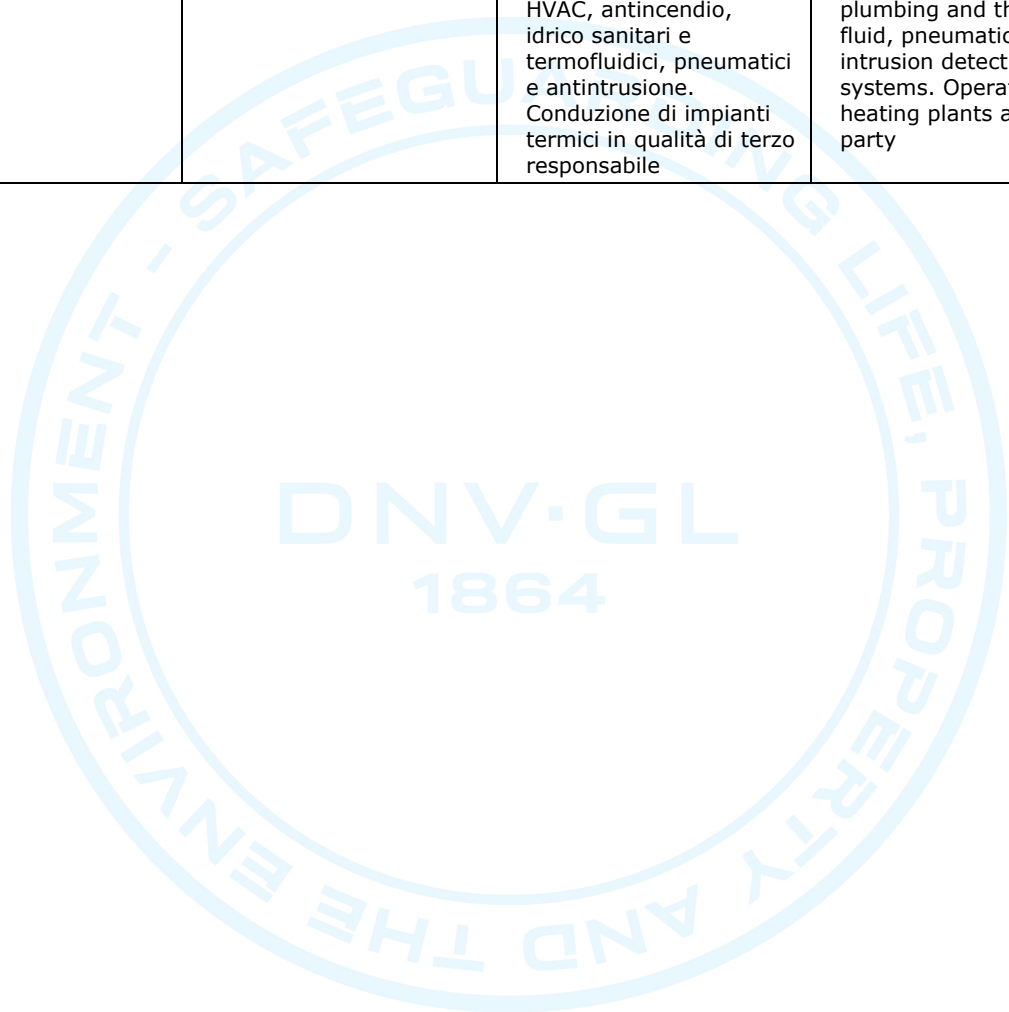 HVAC, antincendio,
idrico sanitari e
termofluidici, pneumatici
e antintrusione.
Conduzione di impianti
termici in qualità di terzo
responsabile
plumbing and th
fluid, pneumatic
intrusion detect
systems. Operat
heating plants a
party
SAFEGUARDING LIFE, PROPERTY AND THE ENVIRONMENT -
DNV·GL
1864